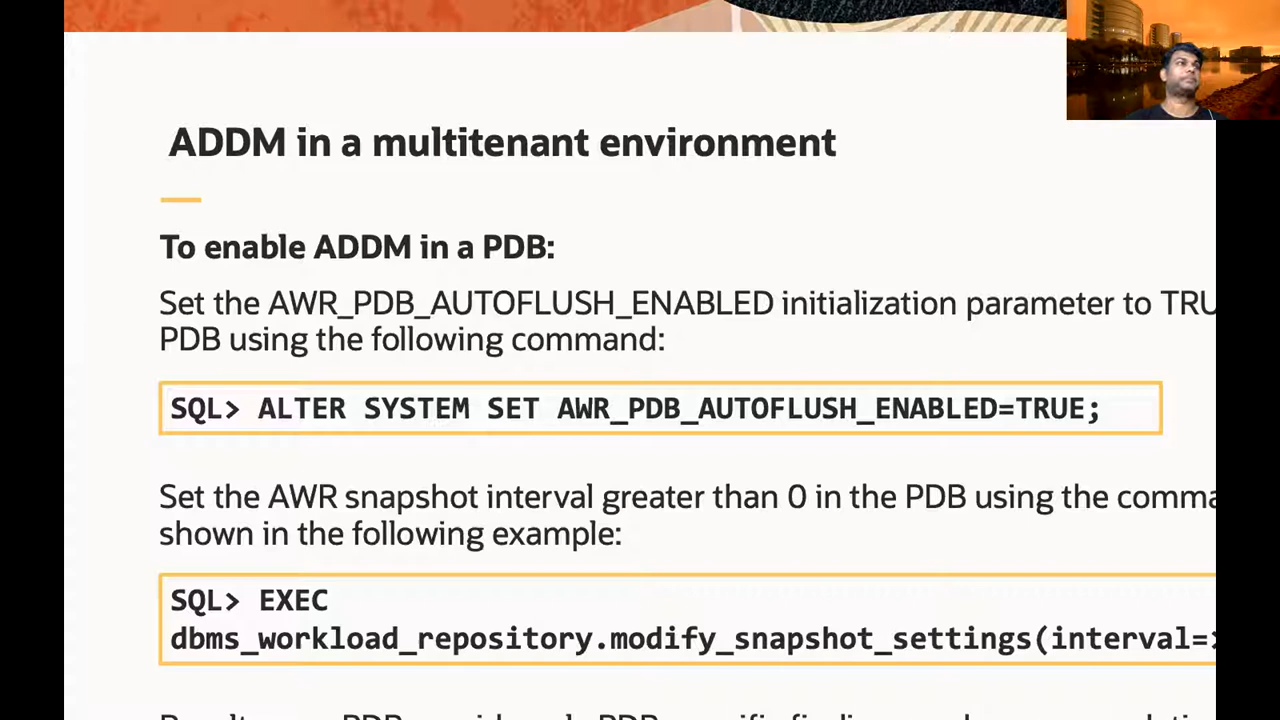 ADDM in a multitenant environment
To enable ADDM in a PDB:
Set the AWR_PDB_AUTOFLUSH_ENABLED initialization parameter to TRU
PDB using the following command:
SQL> ALTER SYSTEM SET AWR_PDB_AUTOFLUSH_ENABLED=TRUE;
Set the AWR snapshot interval greater than 0 in the PDB using the comma
shown in the following example:
SQL> EXEC
dbms_workload_repository.modify_snapshot_settings(interval=>